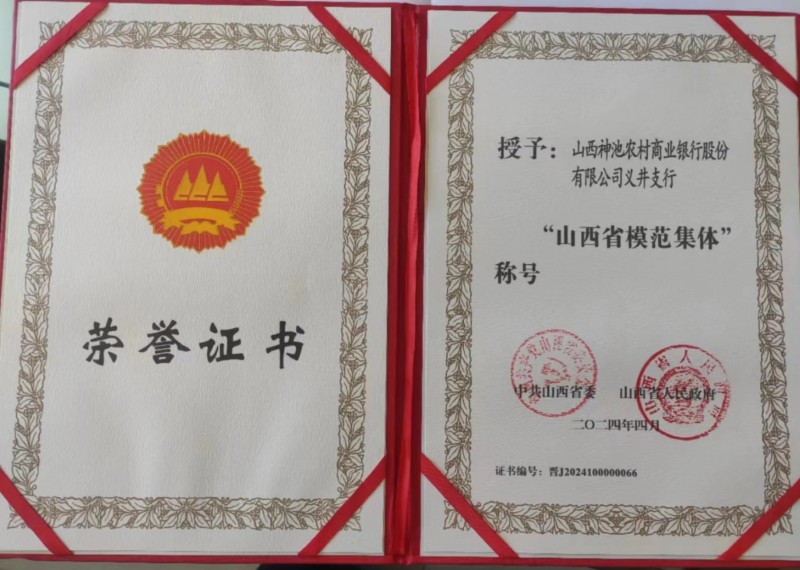 荣誉证书
授予：山西神池农村商业银行股份
有限公司义井支行
“山西省模范集体”
称号
中共山西省委 山西省人民政府
二〇二四年四月
证书编号：晋J2024100000066